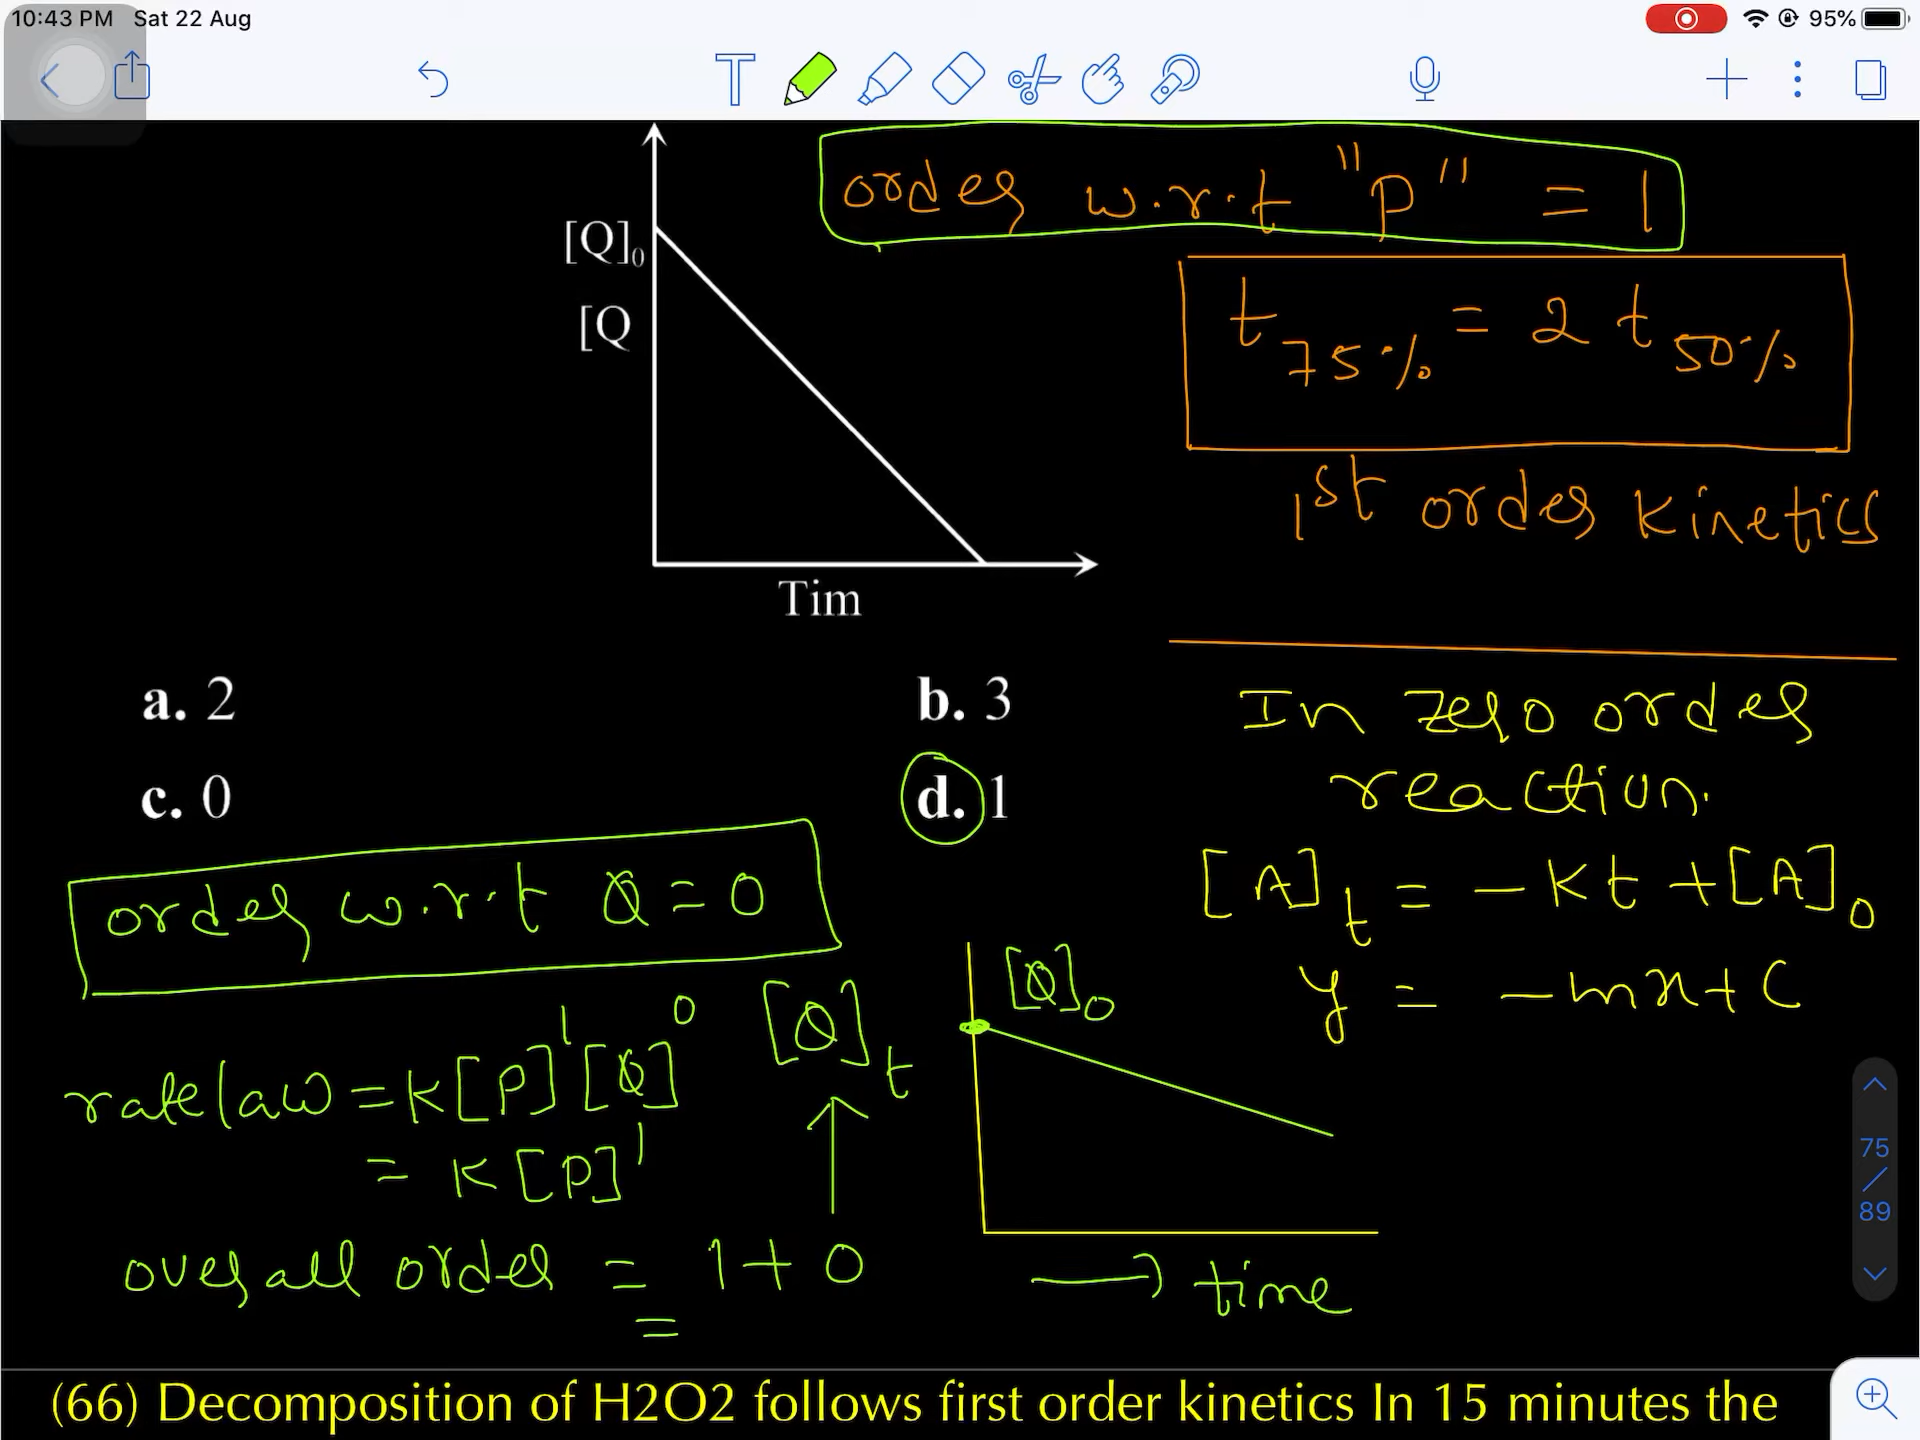 10:43 PM Sat 22 Aug
95%
order w.r.t "P" = 1
[Q]0
[Q
t75% = 2 t50%
1st order Kinetics
Tim
a. 2
b. 3
c. 0
d. 1
In zero order
reaction.
[A]t = -Kt + [A]0
y = -mx + C
order w.r.t Q = 0
[Q]0
[Q]t
rate law = K[P]1[Q]0
= K[P]1
overall order = 1 + 0
=
→ time
75
/
89
(66) Decomposition of H2O2 follows first order kinetics In 15 minutes the